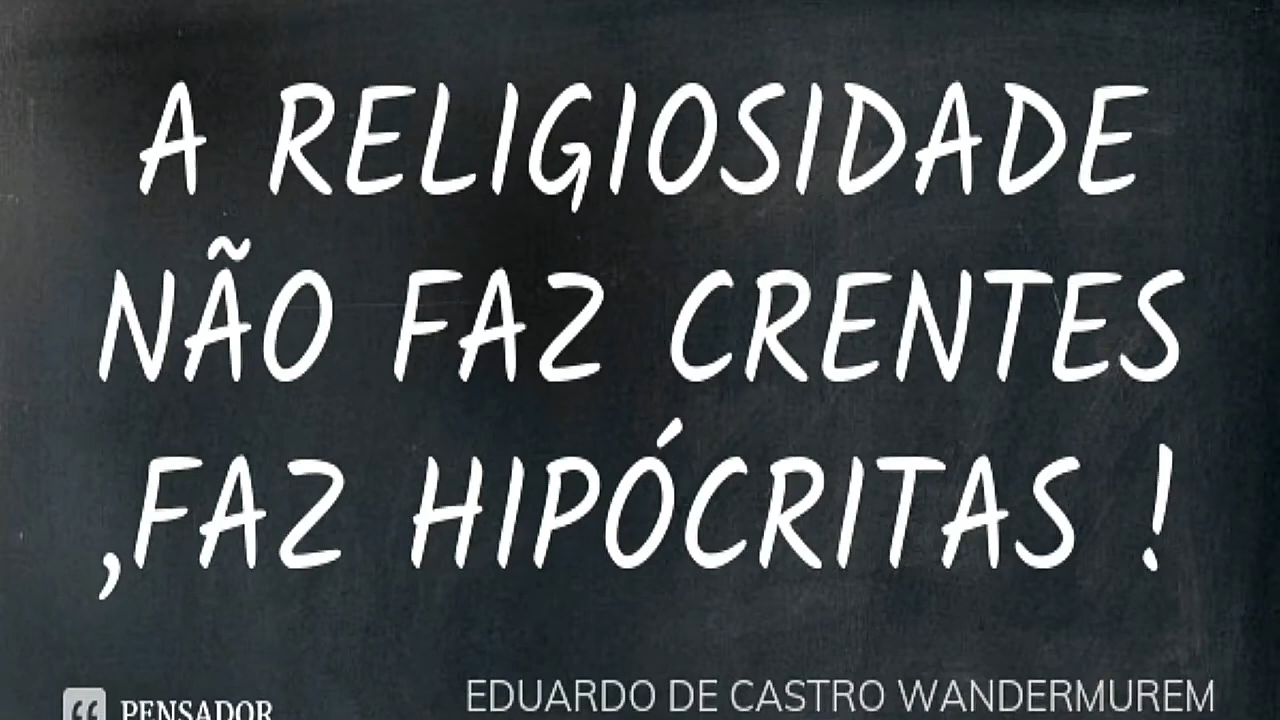 A RELIGIOSIDADE
NÃO FAZ CRENTES
,FAZ HIPÓCRITAS !
EDUARDO DE CASTRO WANDERMUREM
PENSADOR